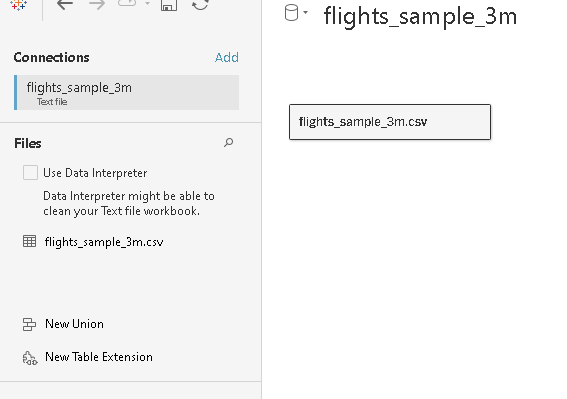 flights_sample_3m
Connections
Add
flights_sample_3m
Text file
flights_sample_3m.csv
Files
Use Data Interpreter
Data Interpreter might be able to
clean your Text file workbook.
flights_sample_3m.csv
New Union
New Table Extension